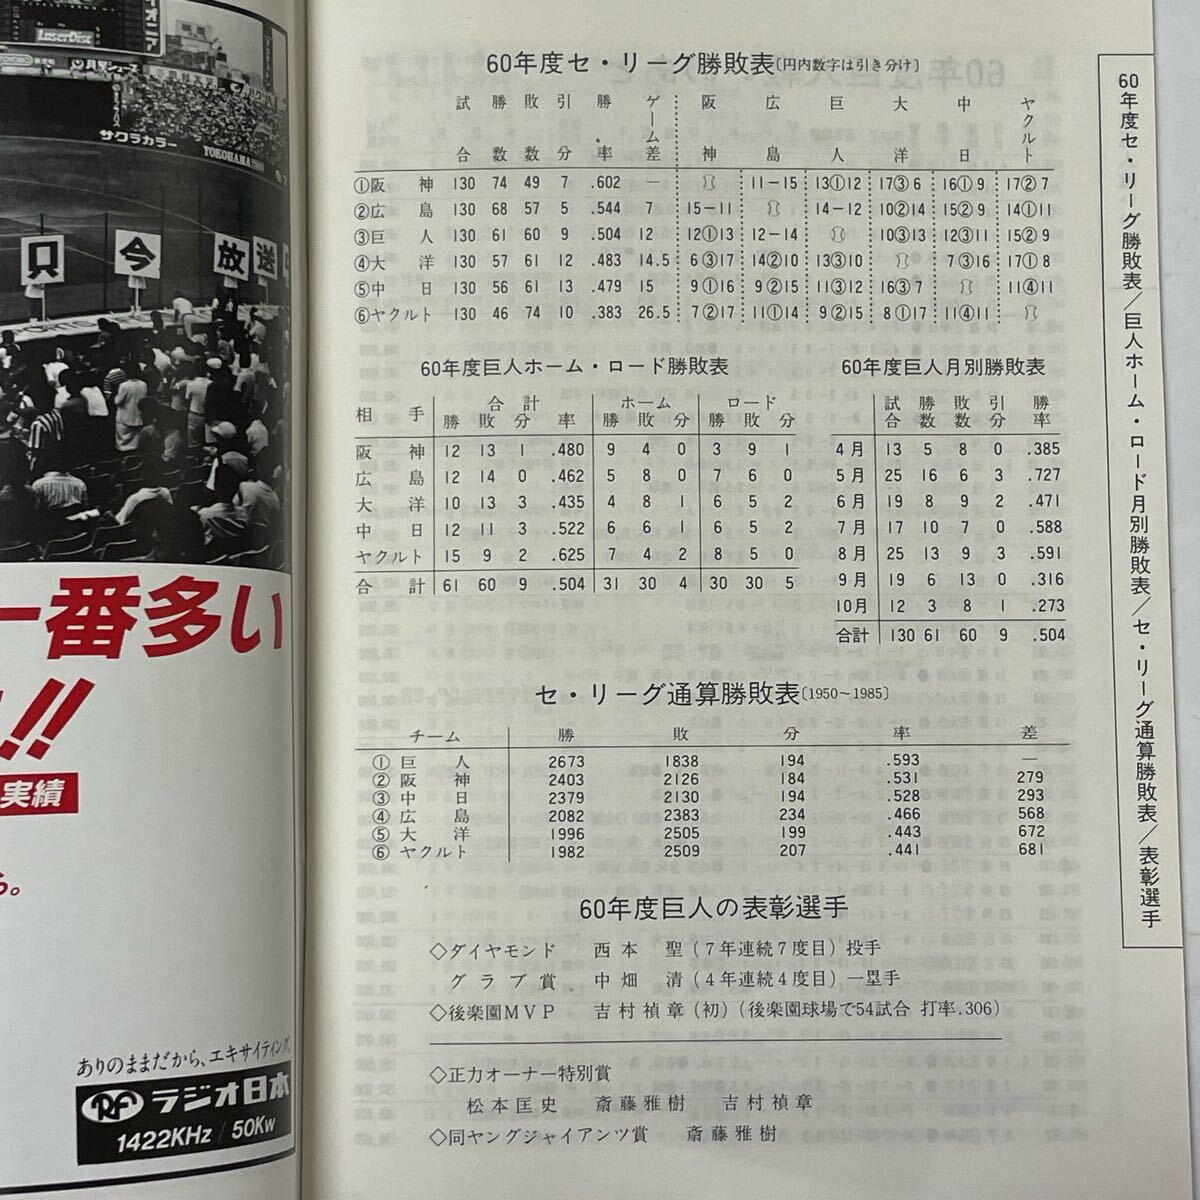 LaserDisc
サクラカラー
YOKOHAMA
只
今
放
送
一番多い
!!
実績
ありのままだから、エキサイティング。
RF ラジオ日本
1422KHz / 50Kw
60年度セ・リーグ勝敗表〔円内数字は引き分け〕
試合 勝数 敗数 引分 勝率 ゲーム差 阪神 広島 巨人 大洋 中日 ヤクルト
①阪神 130 74 49 7 .602 — 11−15 13①12 17③6 16①9 17②7
②広島 130 68 57 5 .544 7 15−11 14−12 10②14 15②9 14①11
③巨人 130 61 60 9 .504 12 12①13 12−14 10③13 12③11 15②9
④大洋 130 57 61 12 .483 14.5 6③17 14②10 13③10 7③16 17①8
⑤中日 130 56 61 13 .479 15 9①16 9②15 11③12 16③7 11④11
⑥ヤクルト 130 46 74 10 .383 26.5 7②17 11①14 9②15 8①17 11④11
60年度巨人ホーム・ロード勝敗表
相手 合計 ホーム ロード
勝 敗 分 率 勝 敗 分 勝 敗 分
阪神 12 13 1 .480 9 4 0 3 9 1
広島 12 14 0 .462 5 8 0 7 6 0
大洋 10 13 3 .435 4 8 1 6 5 2
中日 12 11 3 .522 6 6 1 6 5 2
ヤクルト 15 9 2 .625 7 4 2 8 5 0
合計 61 60 9 .504 31 30 4 30 30 5
60年度巨人月別勝敗表
試合 勝数 敗数 引分 勝率
4月 13 5 8 0 .385
5月 25 16 6 3 .727
6月 19 8 9 2 .471
7月 17 10 7 0 .588
8月 25 13 9 3 .591
9月 19 6 13 0 .316
10月 12 3 8 1 .273
合計 130 61 60 9 .504
セ・リーグ通算勝敗表〔1950〜1985〕
チーム 勝 敗 分 率 差
①巨人 2673 1838 194 .593 —
②阪神 2403 2126 184 .531 279
③中日 2379 2130 194 .528 293
④広島 2082 2383 234 .466 568
⑤大洋 1996 2505 199 .443 672
⑥ヤクルト 1982 2509 207 .441 681
60年度巨人の表彰選手
◇ダイヤモンド 西本 聖(7年連続7度目)投手
グラブ賞 中畑 清(4年連続4度目)一塁手
◇後楽園MVP 吉村禎章(初)(後楽園球場で54試合 打率.306)
◇正力オーナー特別賞
松本匡史 斎藤雅樹 吉村禎章
◇同ヤングジャイアンツ賞 斎藤雅樹
60年度セ・リーグ勝敗表/巨人ホーム・ロード月別勝敗表/セ・リーグ通算勝敗表/表彰選手